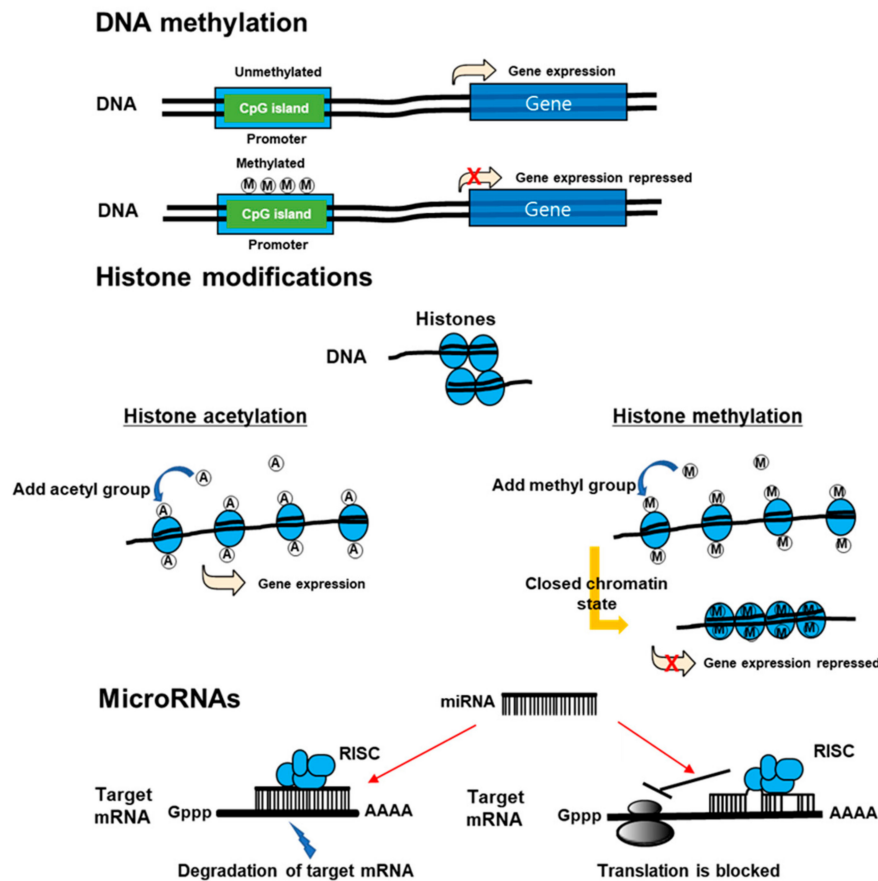 DNA methylation
Unmethylated
Gene expression
DNA
CpG island
Gene
Promoter
Methylated
M M M M
X
Gene expression repressed
DNA
CpG island
Gene
Promoter
Histone modifications
Histones
DNA
Histone acetylation
Histone methylation
A
A
Add acetyl group
A A A A
A A A A
Gene expression
M
M
Add methyl group
M M M M
M M M M
Closed chromatin
state
M M M M
M M M M
X
Gene expression repressed
MicroRNAs
miRNA
RISC
Target
mRNA
Gppp
AAAA
Degradation of target mRNA
RISC
Target
mRNA
Gppp
AAAA
Translation is blocked